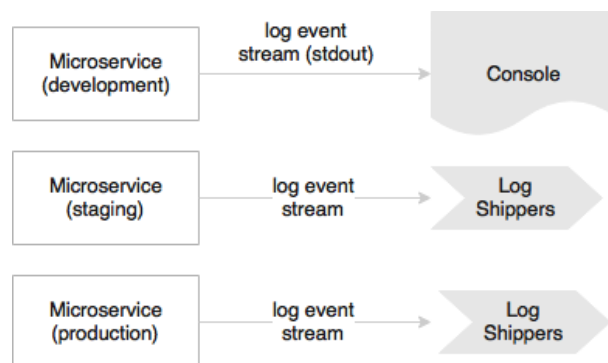 Microservice
(development)
log event
stream (stdout)
Console
Microservice
(staging)
log event
stream
Log
Shippers
Microservice
(production)
log event
stream
Log
Shippers